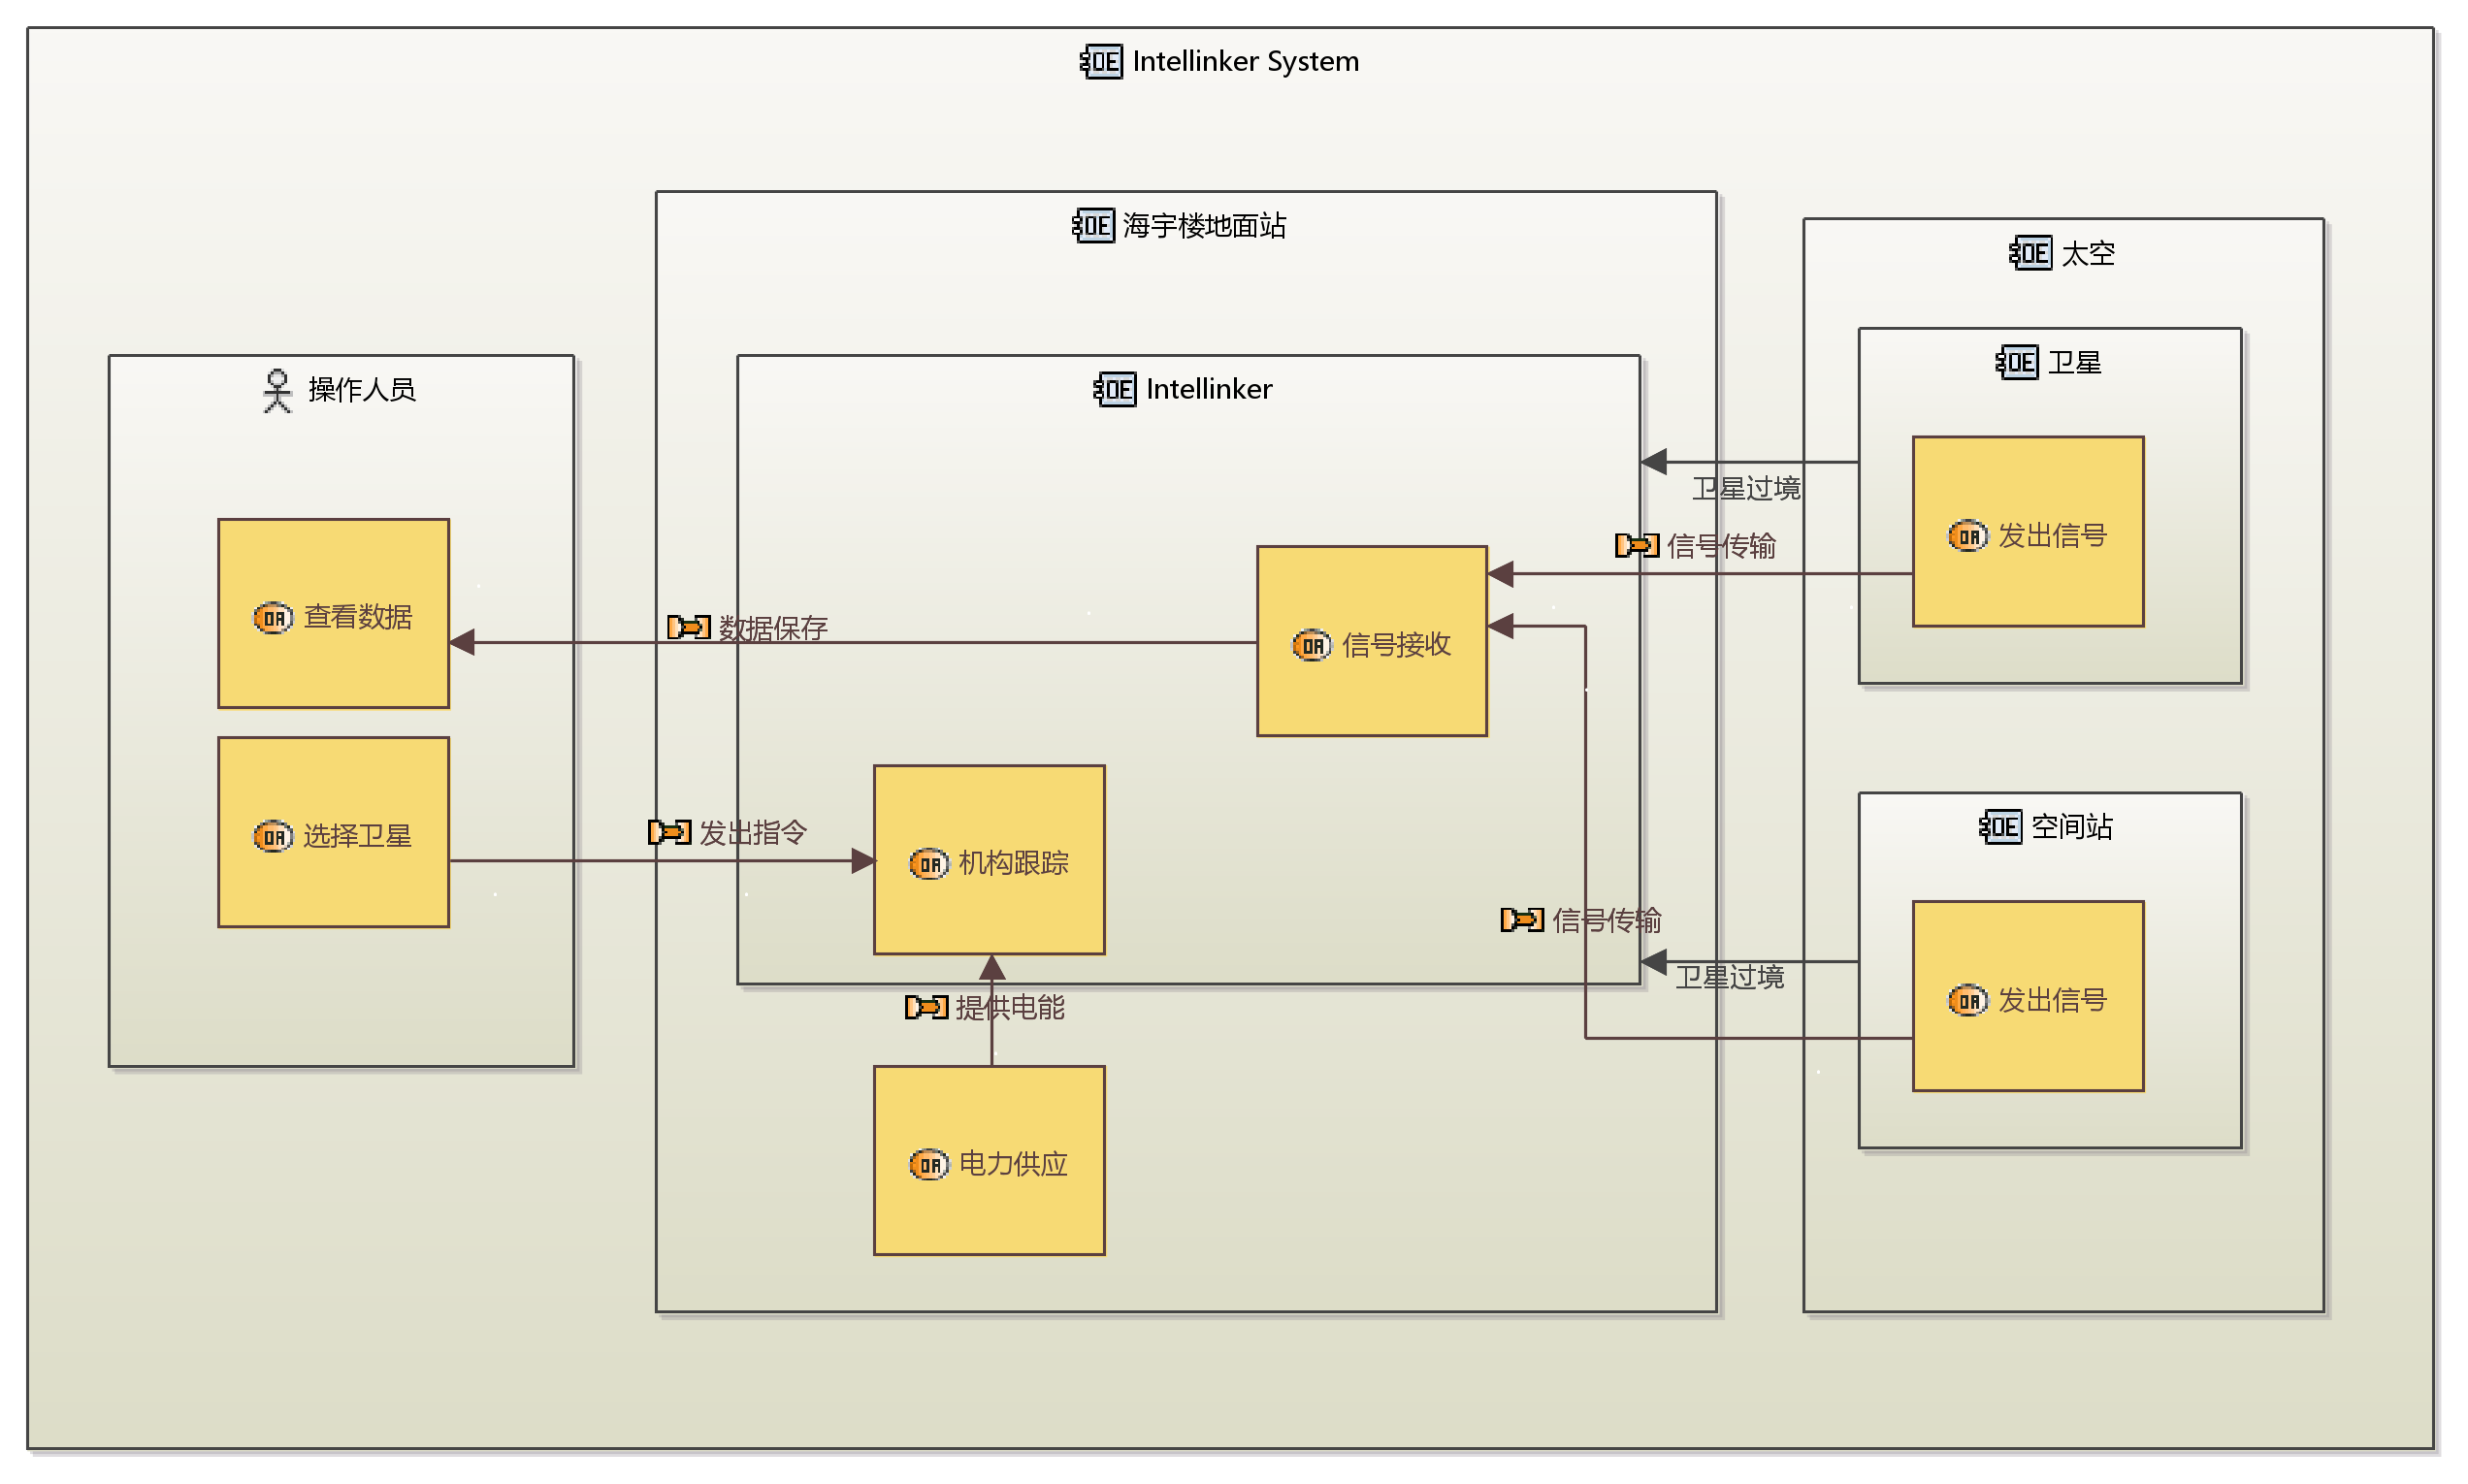 OE Intellinker System
OE 海宇楼地面站
OE 太空
OE 卫星
操作人员
OE Intellinker
卫星过境
OA 发出信号
信号传输
OA 查看数据
数据保存
OA 信号接收
OA 选择卫星
发出指令
OA 机构跟踪
OE 空间站
信号传输
卫星过境
OA 发出信号
提供电能
OA 电力供应